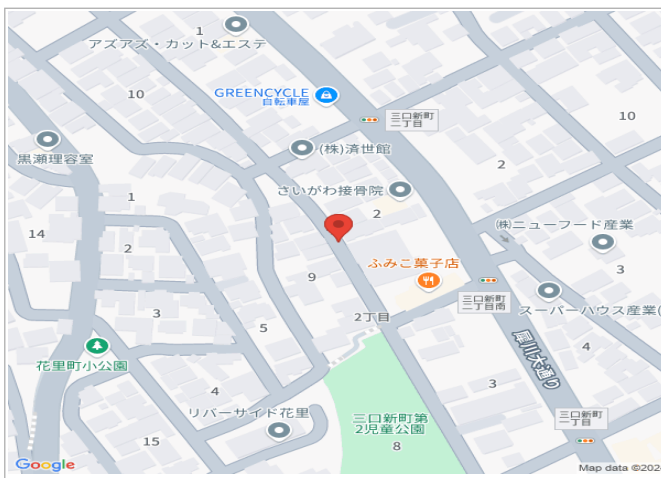 1
アズアズ・カット&エステ
10
GREENCYCLE
自転車屋
三口新町
二丁目
10
黒瀬理容室
(株)済世館
2
さいがわ接骨院
1
2
14
2
(株)ニューフード産業
ふみこ菓子店
3
9
三口新町
二丁目南
スーパーハウス産業(
3
2丁目
5
花里町小公園
犀川大通り
4
4
3
リバーサイド花里
三口新町第
2児童公園
三口新町
一丁目
15
8
Google
Map data ©2024